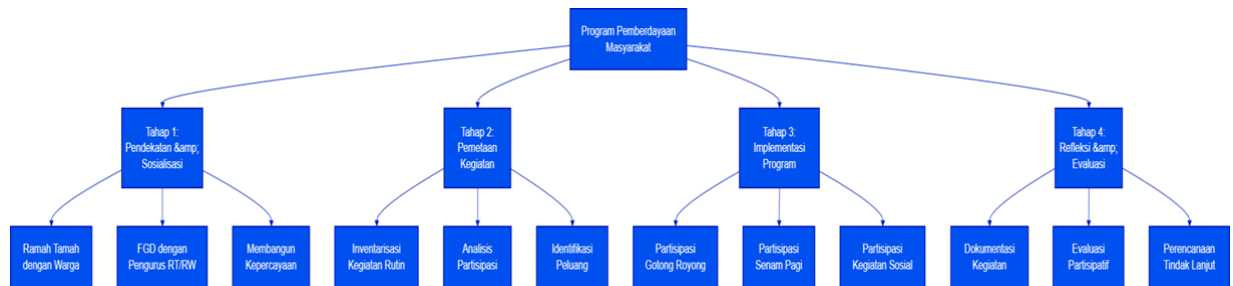 Program Pemberdayaan
Masyarakat
Tahap 1:
Pendekatan &amp;
Sosialisasi
Tahap 2:
Pemetaan
Kegiatan
Tahap 3:
Implementasi
Program
Tahap 4:
Refleksi &amp;
Evaluasi
Ramah Tamah
dengan Warga
FGD dengan
Pengurus RT/RW
Membangun
Kepercayaan
Inventarisasi
Kegiatan Rutin
Analisis
Partisipasi
Identifikasi
Peluang
Partisipasi
Gotong Royong
Partisipasi
Senam Pagi
Partisipasi
Kegiatan Sosial
Dokumentasi
Kegiatan
Evaluasi
Partisipatif
Perencanaan
Tindak Lanjut